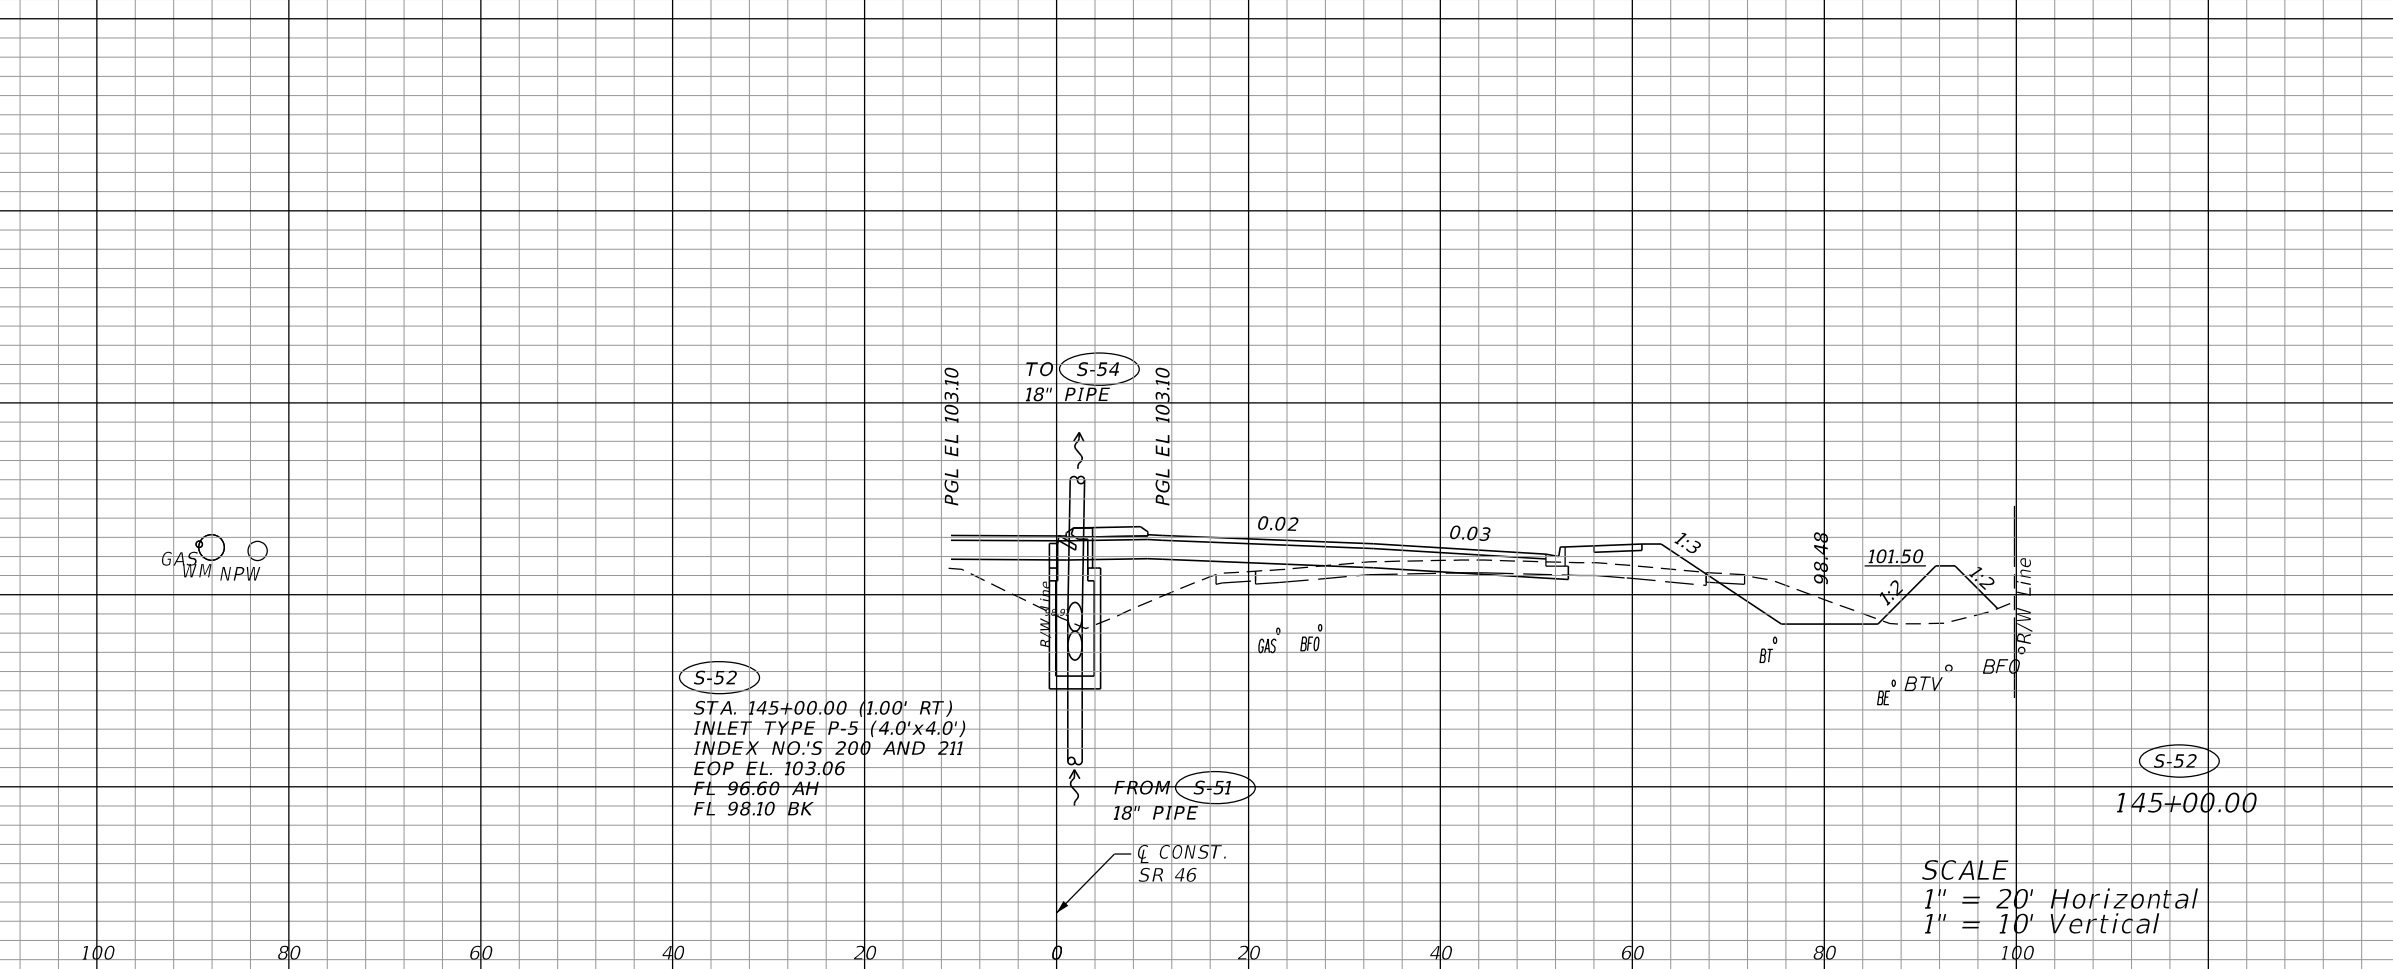 TO S-54
18" PIPE
PGL EL 103.10
PGL EL 103.10
0.02
0.03
1:3
98.48
101.50
1:2
1:2
R/W Line
GAS
WM
NPW
R/W Line
GAS
BFO
BT
BE
BTV
BFO
S-52
STA. 145+00.00 (1.00' RT)
INLET TYPE P-5 (4.0'x4.0')
INDEX NO.'S 200 AND 211
EOP EL. 103.06
FL 96.60 AH
FL 98.10 BK
FROM S-51
18" PIPE
℄ CONST.
SR 46
S-52
145+00.00
SCALE
1" = 20' Horizontal
1" = 10' Vertical
100 80 60 40 20 0 20 40 60 80 100